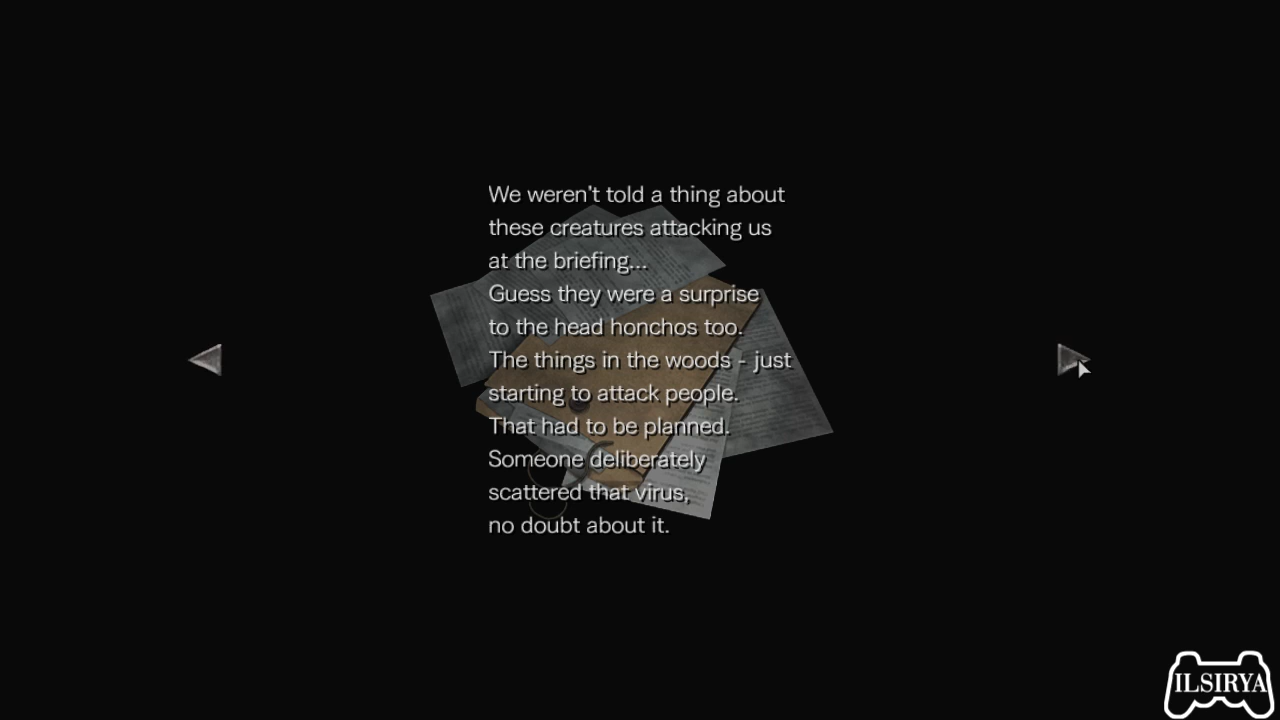 We weren't told a thing about
these creatures attacking us
at the briefing...
Guess they were a surprise
to the head honchos too.
The things in the woods - just
starting to attack people.
That had to be planned.
Someone deliberately
scattered that virus,
no doubt about it.
ILSIRYA